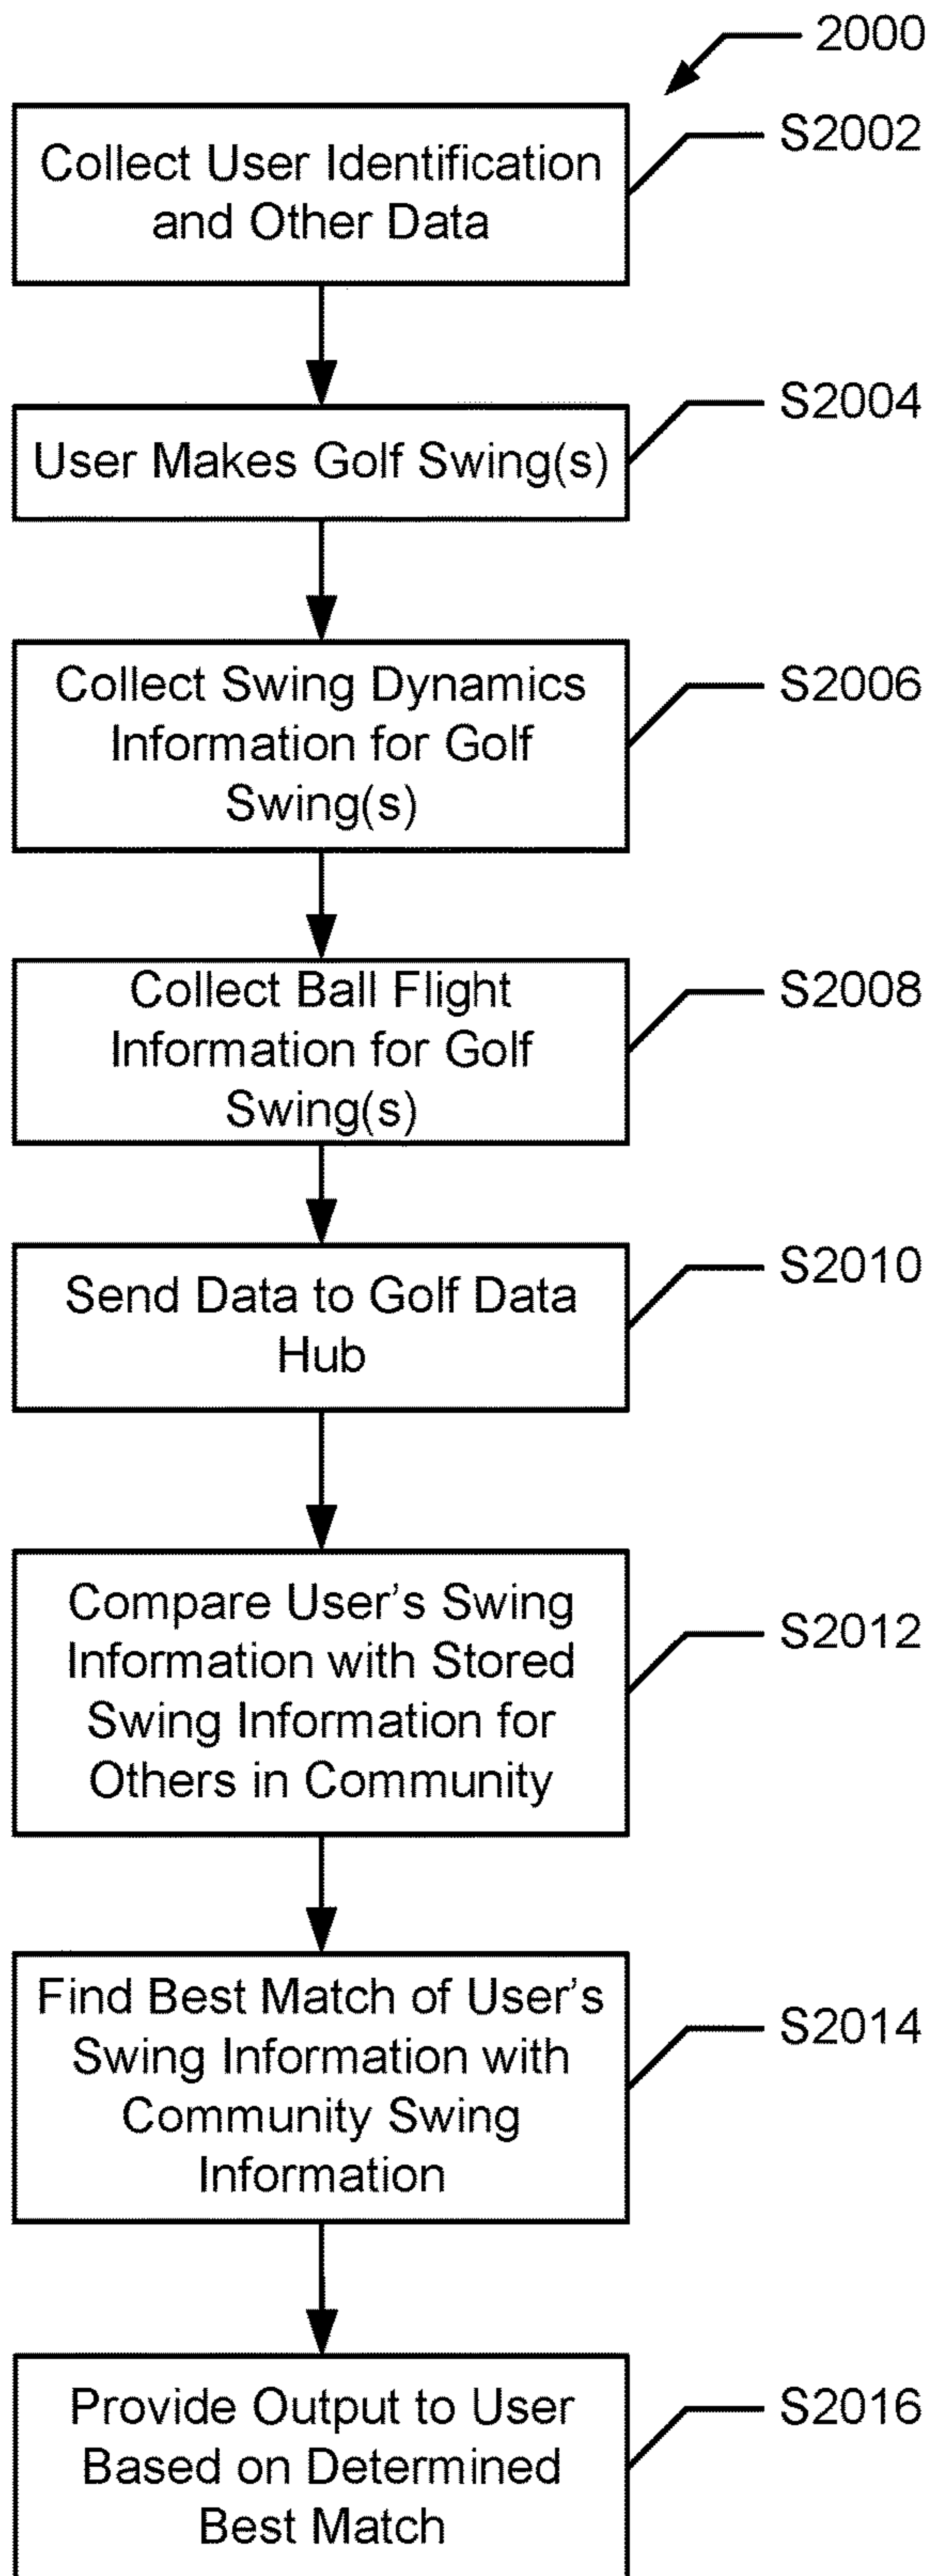 2000
S2002
Collect User Identification
and Other Data
S2004
User Makes Golf Swing(s)
S2006
Collect Swing Dynamics
Information for Golf
Swing(s)
S2008
Collect Ball Flight
Information for Golf
Swing(s)
S2010
Send Data to Golf Data
Hub
S2012
Compare User's Swing
Information with Stored
Swing Information for
Others in Community
S2014
Find Best Match of User's
Swing Information with
Community Swing
Information
S2016
Provide Output to User
Based on Determined
Best Match